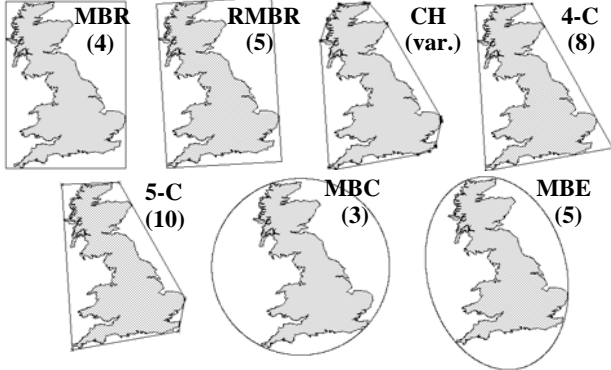 MBR
(4)
RMBR
(5)
CH
(var.)
4-C
(8)
5-C
(10)
MBC
(3)
MBE
(5)